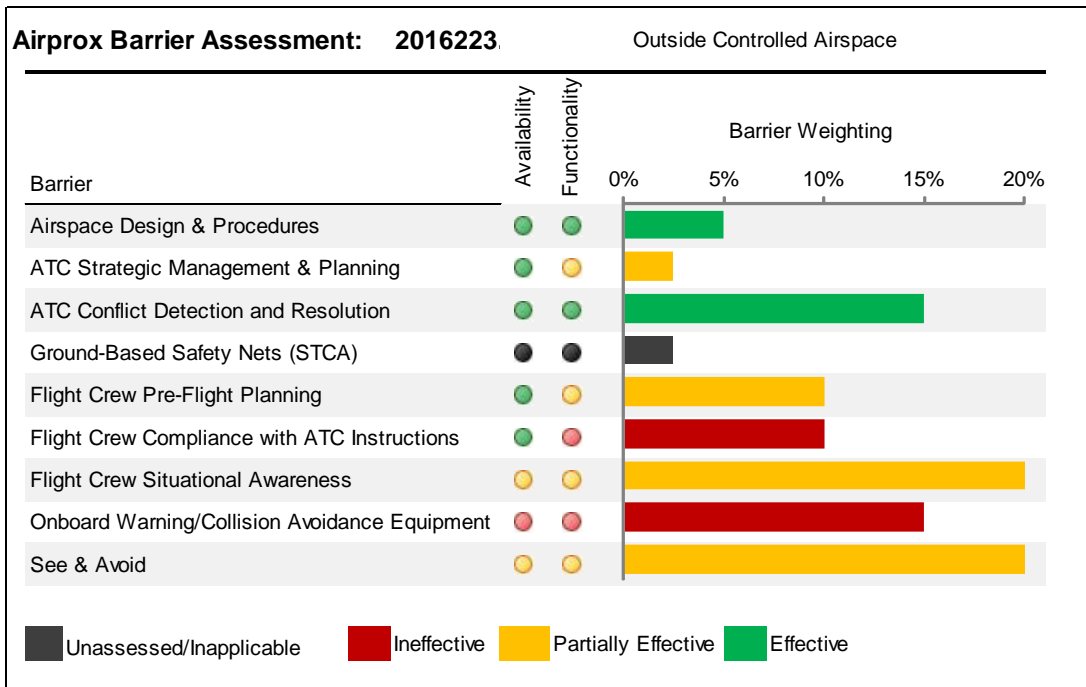 Airprox Barrier Assessment: 2016223. Outside Controlled Airspace
Availability
Functionality
Barrier Weighting
Barrier
0% 5% 10% 15% 20%
Airspace Design & Procedures
ATC Strategic Management & Planning
ATC Conflict Detection and Resolution
Ground-Based Safety Nets (STCA)
Flight Crew Pre-Flight Planning
Flight Crew Compliance with ATC Instructions
Flight Crew Situational Awareness
Onboard Warning/Collision Avoidance Equipment
See & Avoid
Unassessed/Inapplicable Ineffective Partially Effective Effective